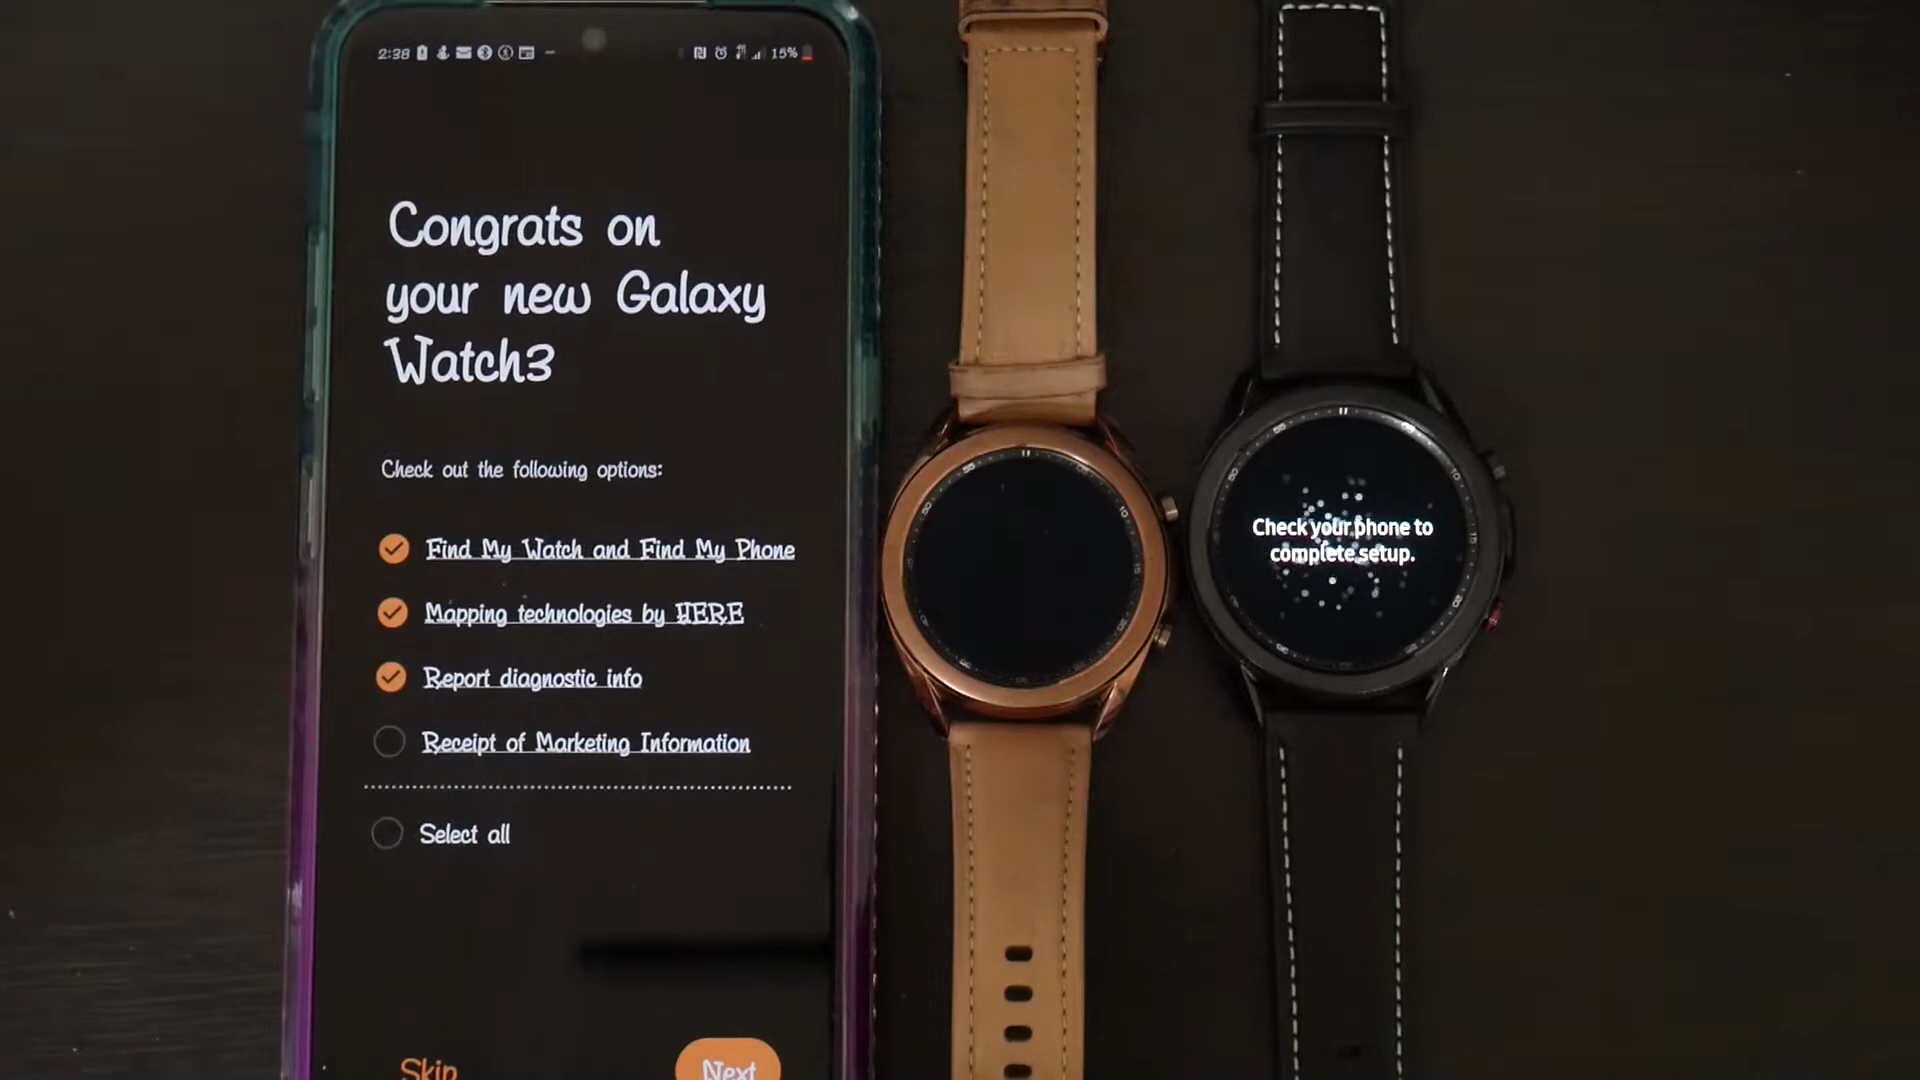 2:38
15%
Congrats on
your new Galaxy
Watch3
Check out the following options:
Find My Watch and Find My Phone
Mapping technologies by HERE
Report diagnostic info
Receipt of Marketing Information
Select all
Skip
Next
Check your phone to
complete setup.